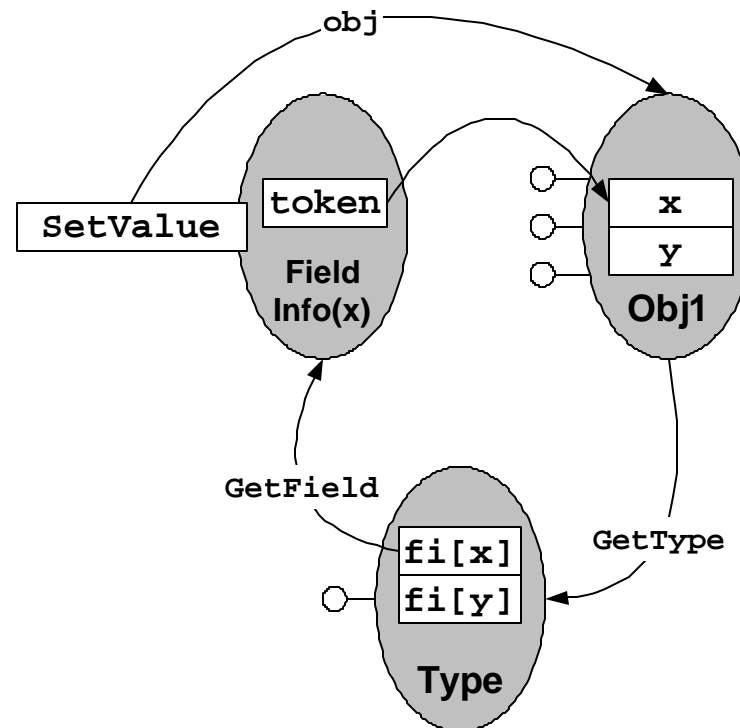 obj
token
SetValue
Field
Info(x)
x
y
Obj1
GetField
GetType
fi[x]
fi[y]
Type